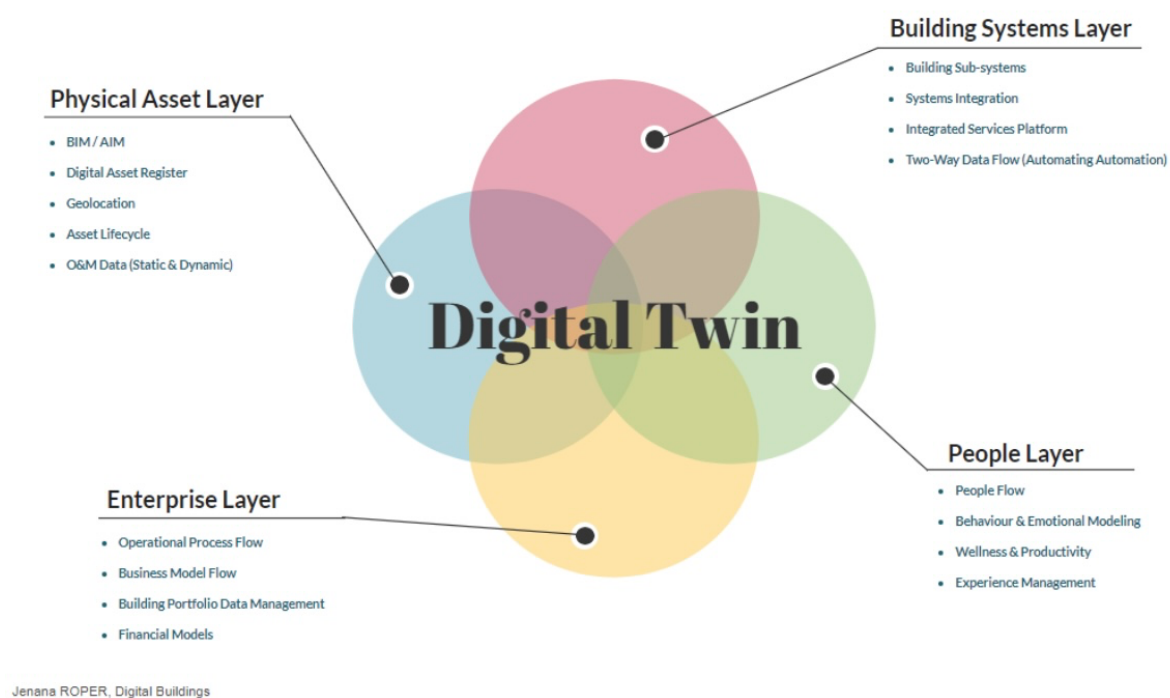 Building Systems Layer
Building Sub-systems
Systems Integration
Integrated Services Platform
Two-Way Data Flow (Automating Automation)
Physical Asset Layer
BIM / AIM
Digital Asset Register
Geolocation
Asset Lifecycle
O&M Data (Static & Dynamic)
Digital Twin
People Layer
People Flow
Behaviour & Emotional Modeling
Wellness & Productivity
Experience Management
Enterprise Layer
Operational Process Flow
Business Model Flow
Building Portfolio Data Management
Financial Models
Jenana ROPER, Digital Buildings